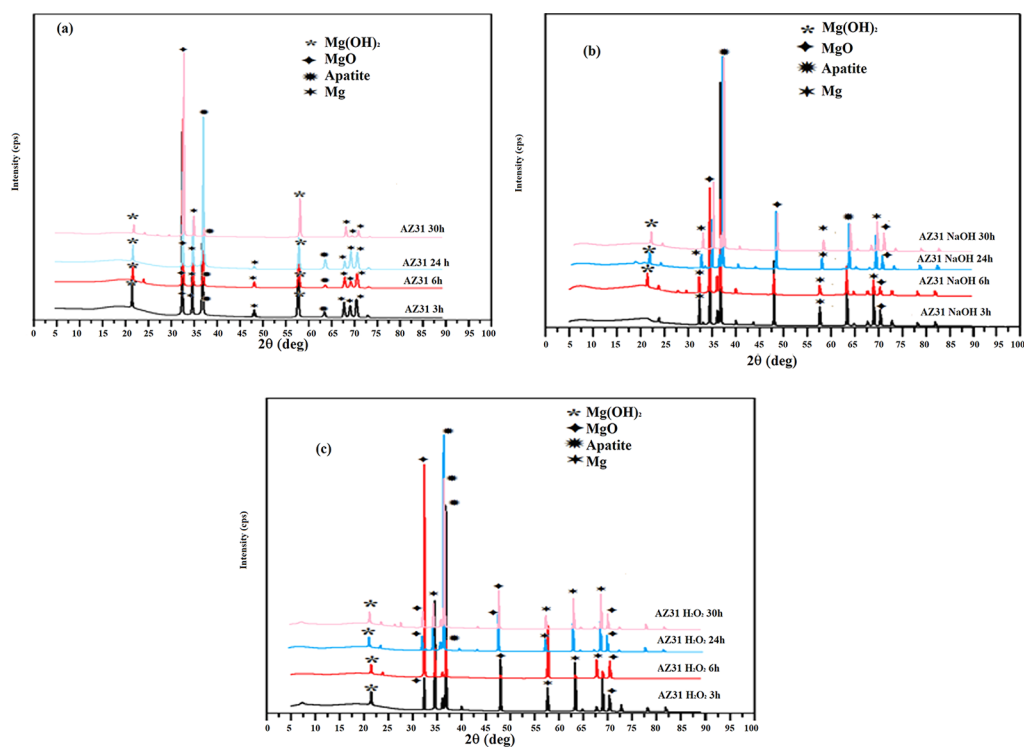 (a)
Mg(OH)₂
MgO
Apatite
Mg
Intensity (cps)
AZ31 30h
AZ31 24 h
AZ31 6h
AZ31 3h
0 5 10 15 20 25 30 35 40 45 50 55 60 65 70 75 80 85 90 95 100
2θ (deg)
(b)
Mg(OH)₂
MgO
Apatite
Mg
Intensity (cps)
AZ31 NaOH 30h
AZ31 NaOH 24h
AZ31 NaOH 6h
AZ31 NaOH 3h
0 5 10 15 20 25 30 35 40 45 50 55 60 65 70 75 80 85 90 95 100
2θ (deg)
(c)
Mg(OH)₂
MgO
Apatite
Mg
Intensity (cps)
AZ31 H₂O₂ 30h
AZ31 H₂O₂ 24h
AZ31 H₂O₂ 6h
AZ31 H₂O₂ 3h
0 5 10 15 20 25 30 35 40 45 50 55 60 65 70 75 80 85 90 95 100
2θ (deg)